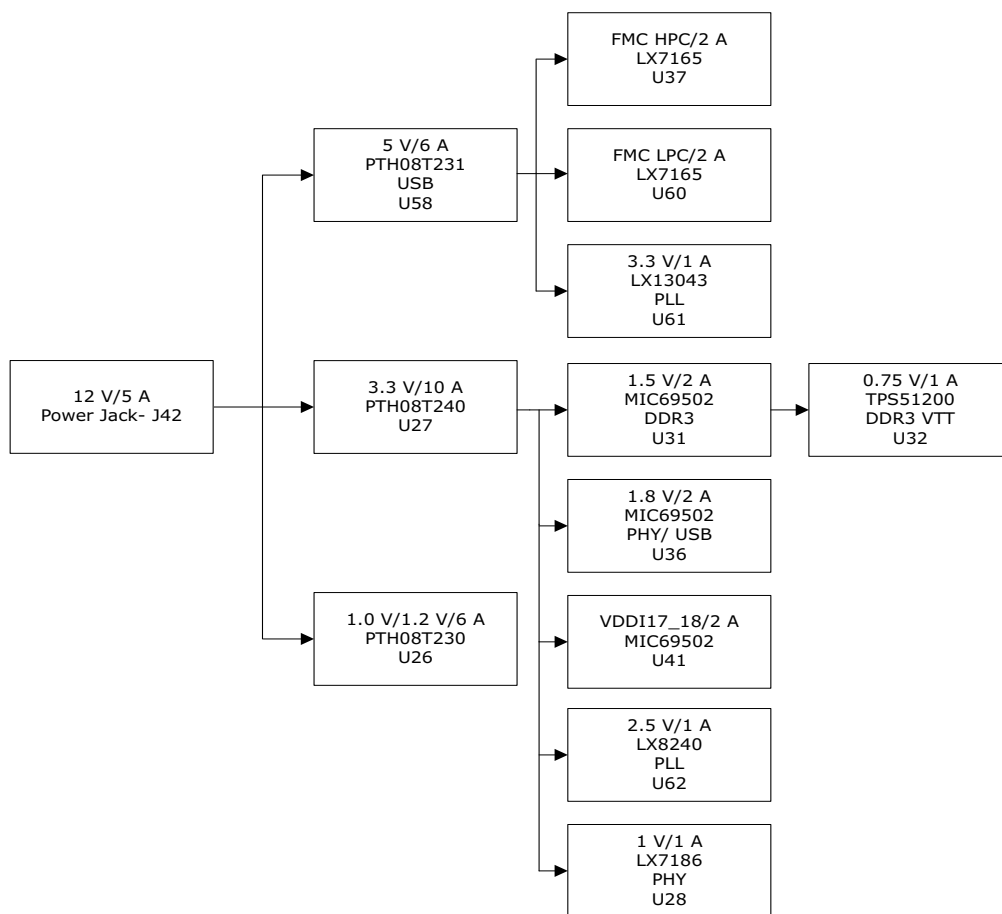 12 V/5 A
Power Jack- J42
5 V/6 A
PTH08T231
USB
U58
3.3 V/10 A
PTH08T240
U27
1.0 V/1.2 V/6 A
PTH08T230
U26
FMC HPC/2 A
LX7165
U37
FMC LPC/2 A
LX7165
U60
3.3 V/1 A
LX13043
PLL
U61
1.5 V/2 A
MIC69502
DDR3
U31
1.8 V/2 A
MIC69502
PHY/ USB
U36
VDDI17_18/2 A
MIC69502
U41
2.5 V/1 A
LX8240
PLL
U62
1 V/1 A
LX7186
PHY
U28
0.75 V/1 A
TPS51200
DDR3 VTT
U32